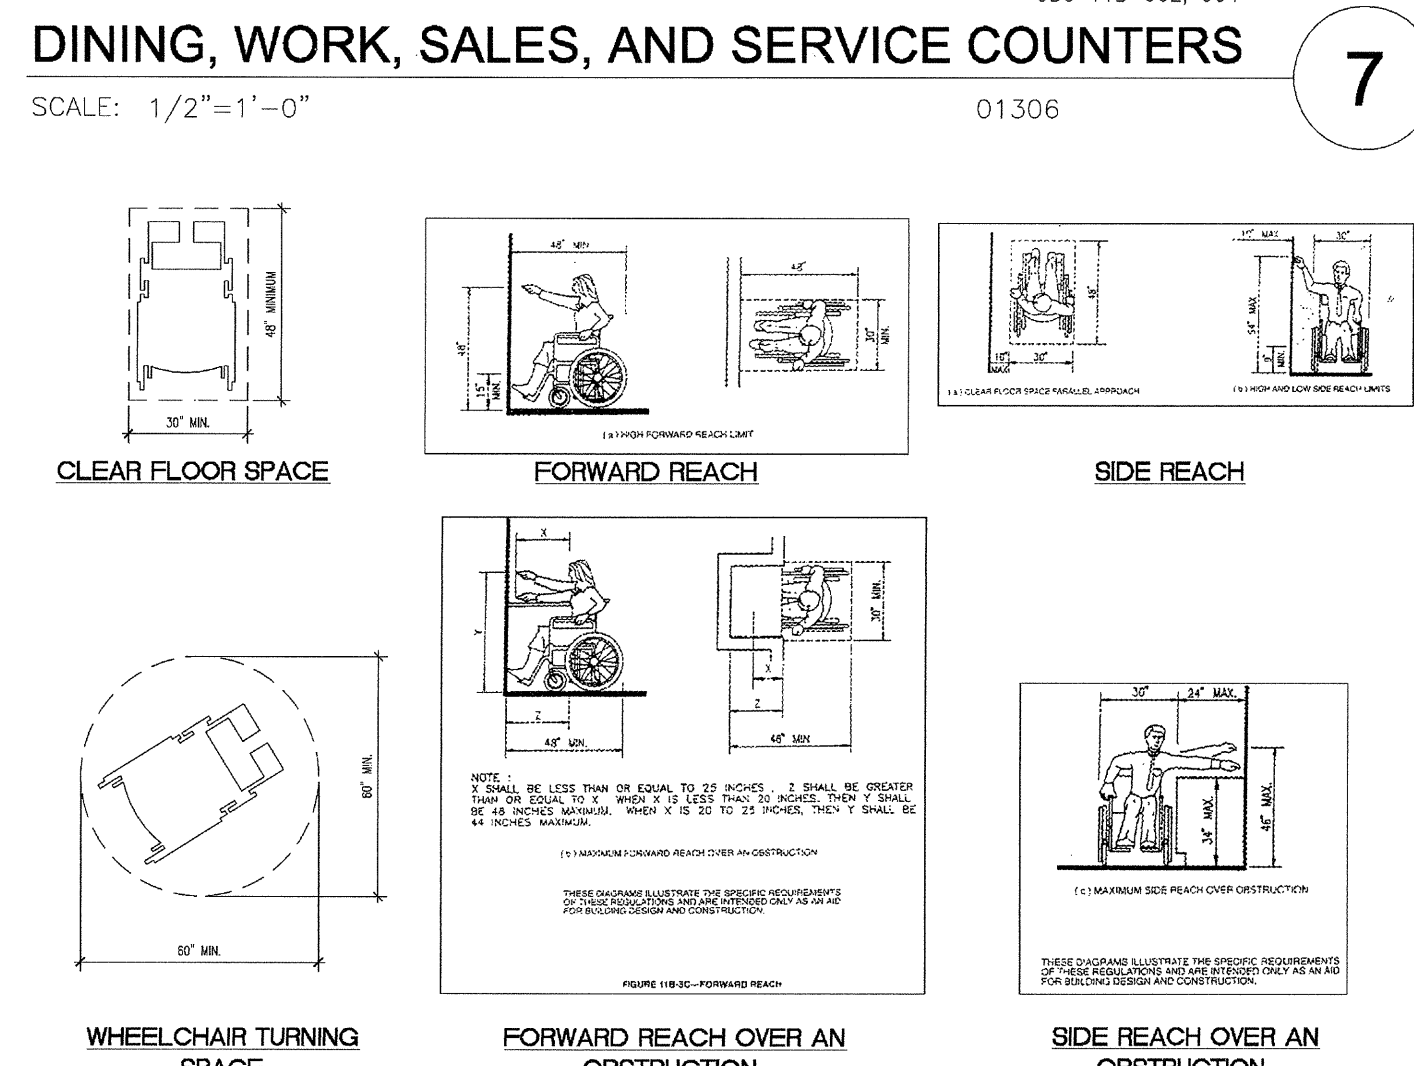 DINING, WORK, SALES, AND SERVICE COUNTERS
7
SCALE: 1/2"=1'-0"
01306
48" MINIMUM
30" MIN.
CLEAR FLOOR SPACE
48" MIN
48"
15" MIN.
48"
30" MIN.
(a) HIGH FORWARD REACH LIMIT
FORWARD REACH
48"
10" MAX
30"
(a) CLEAR FLOOR SPACE PARALLEL APPROACH
MAX
30"
54" MAX
9" MIN.
(b) HIGH AND LOW SIDE REACH LIMITS
SIDE REACH
60" MIN.
60" MIN.
WHEELCHAIR TURNING
SPACE
X
Y
Z
48" MIN.
30" MIN.
X
Z
48" MIN
NOTE :
X SHALL BE LESS THAN OR EQUAL TO 25 INCHES , Z SHALL BE GREATER
THAN OR EQUAL TO X WHEN X IS LESS THAN 20 INCHES, THEN Y SHALL
BE 48 INCHES MAXIMUM. WHEN X IS 20 TO 25 INCHES, THEN Y SHALL BE
44 INCHES MAXIMUM.
(b) MAXIMUM FORWARD REACH OVER AN OBSTRUCTION
THESE DIAGRAMS ILLUSTRATE THE SPECIFIC REQUIREMENTS
OF THESE REGULATIONS AND ARE INTENDED ONLY AS AN AID
FOR BUILDING DESIGN AND CONSTRUCTION.
FIGURE 11B-5C-FORWARD REACH
FORWARD REACH OVER AN
OBSTRUCTION
30"
24" MAX.
34" MAX.
46" MAX.
(c) MAXIMUM SIDE REACH OVER OBSTRUCTION
THESE DIAGRAMS ILLUSTRATE THE SPECIFIC REQUIREMENTS
OF THESE REGULATIONS AND ARE INTENDED ONLY AS AN AID
FOR BUILDING DESIGN AND CONSTRUCTION.
SIDE REACH OVER AN
OBSTRUCTION